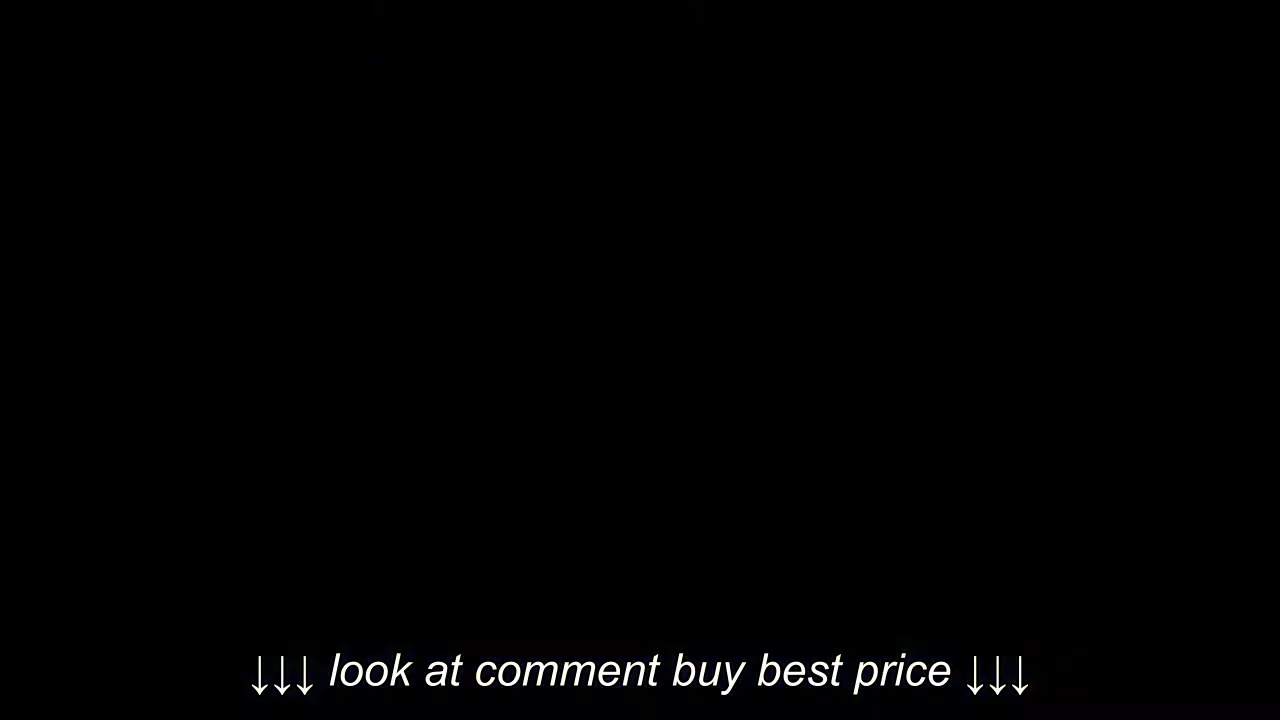 ↓↓↓ look at comment buy best price ↓↓↓